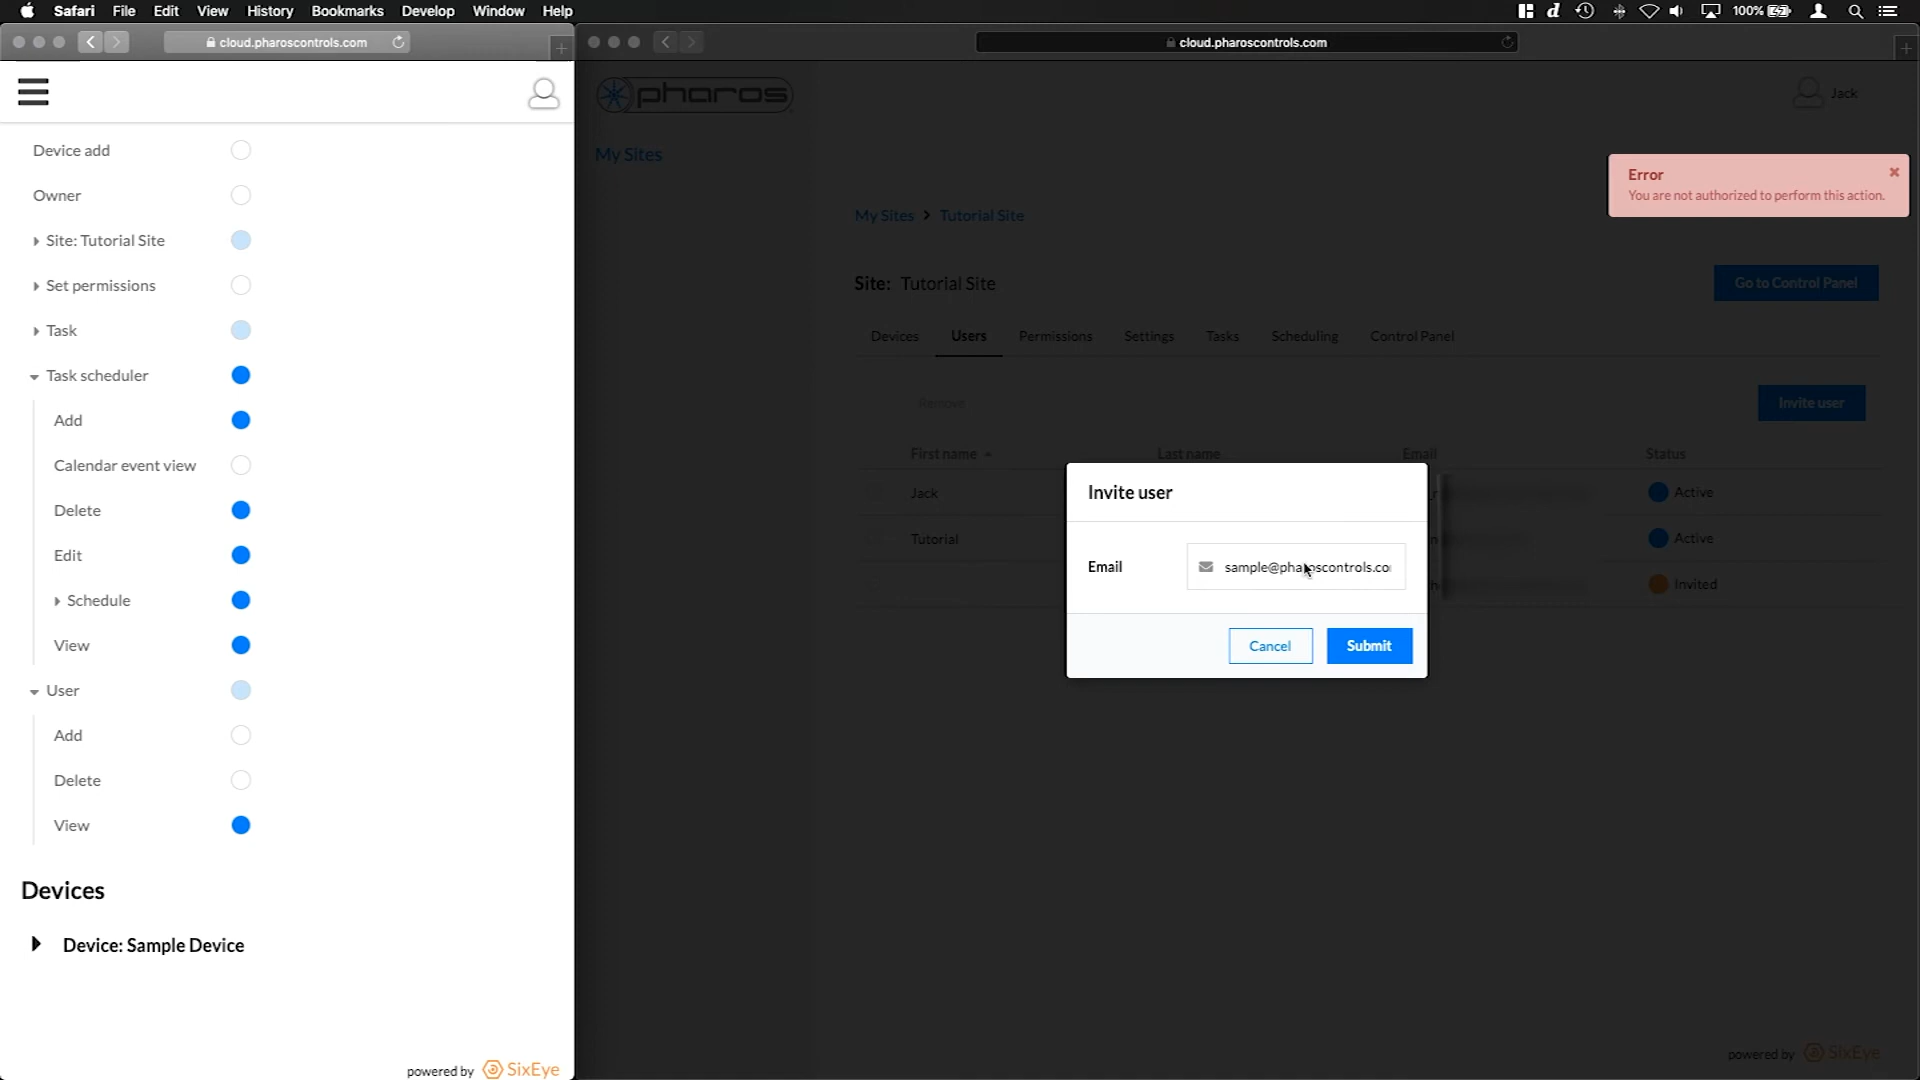 Safari File Edit View History Bookmarks Develop Window Help
100%
cloud.pharoscontrols.com
cloud.pharoscontrols.com
Device add
Owner
Site: Tutorial Site
Set permissions
Task
Task scheduler
Add
Calendar event view
Delete
Edit
Schedule
View
User
Add
Delete
View
Devices
Device: Sample Device
powered by SixEye
pharos
Jack
My Sites
Error
You are not authorized to perform this action.
My Sites > Tutorial Site
Site: Tutorial Site
Go to Control Panel
Devices Users Permissions Settings Tasks Scheduling Control Panel
Remove
Invite user
First name Last name Email Status
Jack Active
Tutorial Active
Invited
Invite user
Email sample@pharoscontrols.co
Cancel Submit
powered by SixEye